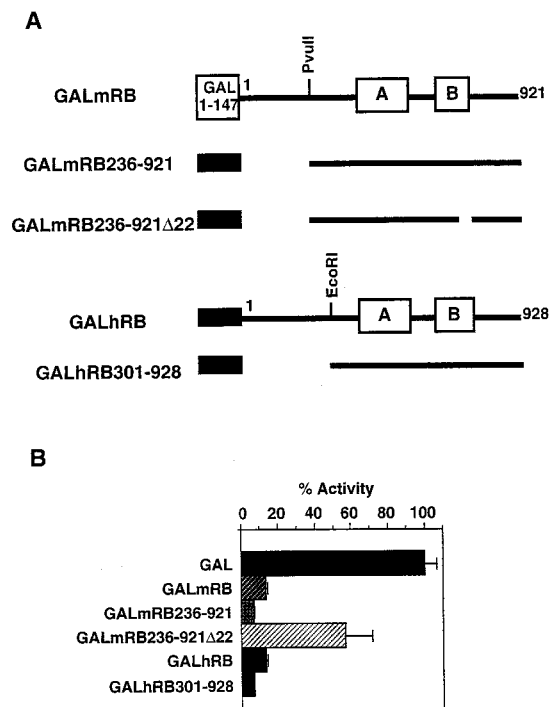 A
PvuII
GAL 1-147
1
A
B
921
GALmRB
GALmRB236-921
GALmRB236-921Δ22
EcoRI
1
A
B
928
GALhRB
GALhRB301-928
B
% Activity
0 20 40 60 80 100
GAL
GALmRB
GALmRB236-921
GALmRB236-921Δ22
GALhRB
GALhRB301-928